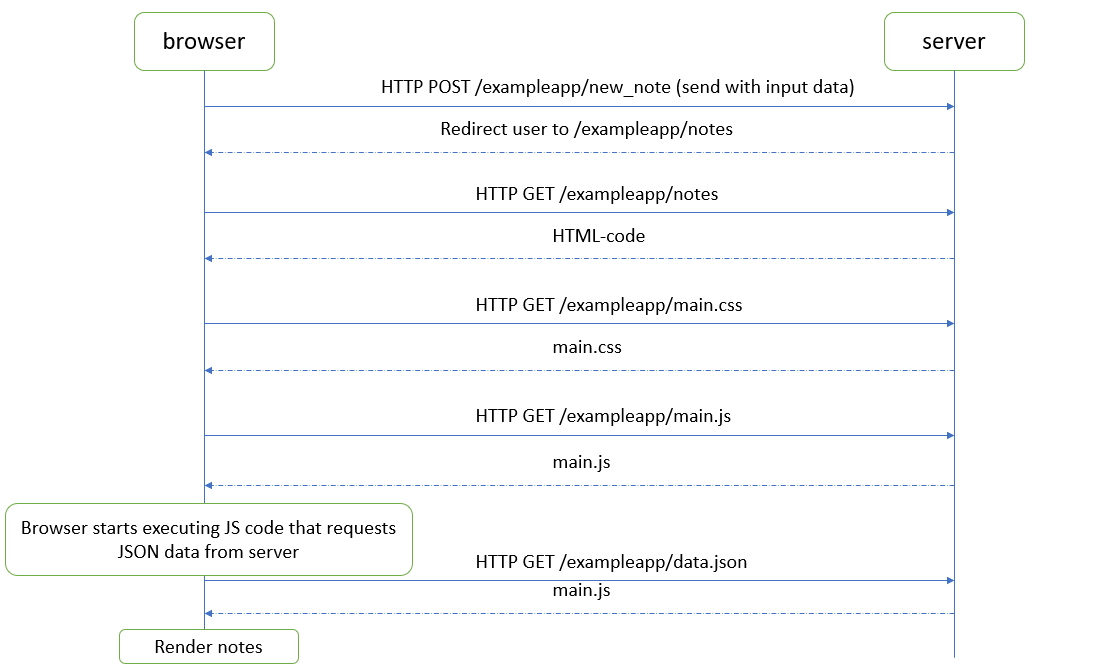 browser
server
HTTP POST /exampleapp/new_note (send with input data)
Redirect user to /exampleapp/notes
HTTP GET /exampleapp/notes
HTML-code
HTTP GET /exampleapp/main.css
main.css
HTTP GET /exampleapp/main.js
main.js
Browser starts executing JS code that requests
JSON data from server
HTTP GET /exampleapp/data.json
main.js
Render notes